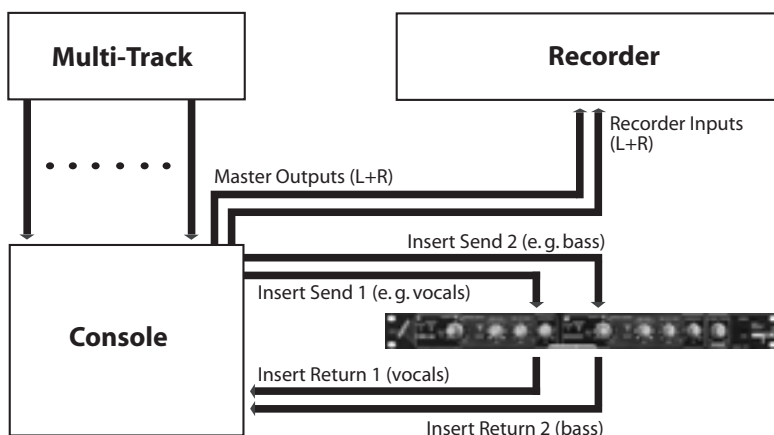 Multi-Track
Recorder
Recorder Inputs
(L+R)
Master Outputs (L+R)
Insert Send 2 (e. g. bass)
Insert Send 1 (e. g. vocals)
Console
Insert Return 1 (vocals)
Insert Return 2 (bass)